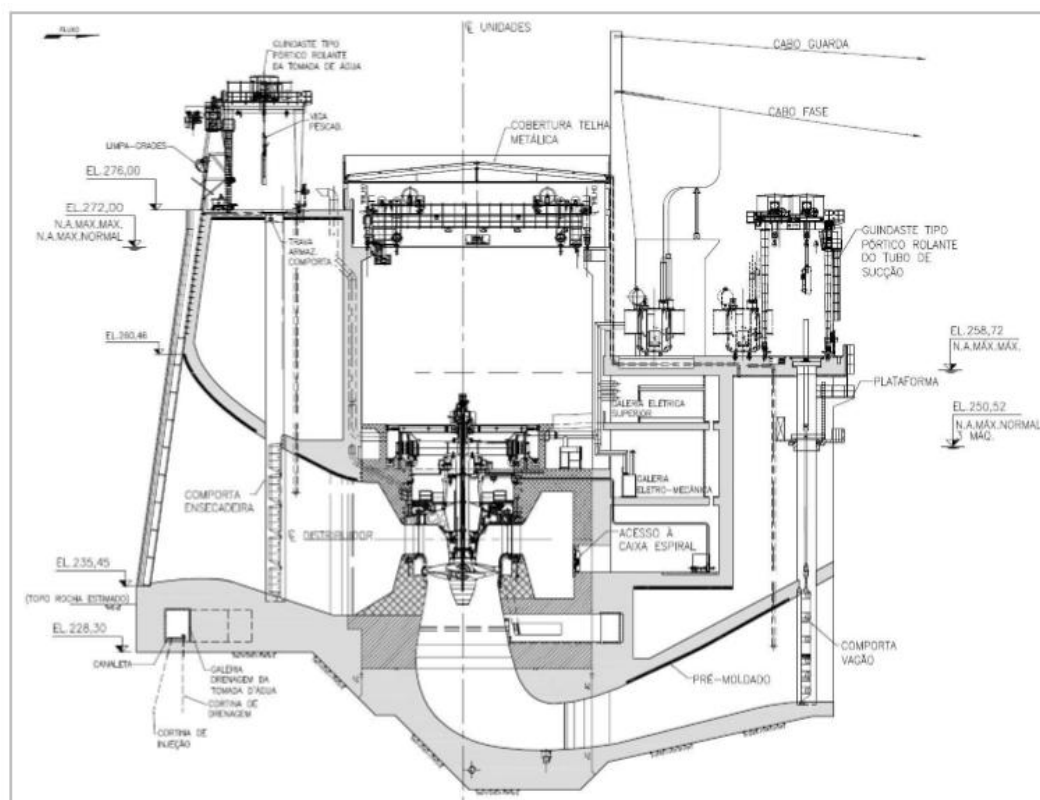 FLUXO
℄ UNIDADES
GUINDASTE TIPO
PÓRTICO ROLANTE
DA TOMADA DE ÁGUA
VIGA
PESCAD.
LIMPA-GRADES
EL.276,00
EL.272,00
N.A.MAX.MAX.
N.A.MAX.NORMAL
TRAVA
ARMAZ.
COMPORTA
COBERTURA TELHA
METÁLICA
TRILHO
TRILHO
CABO GUARDA
CABO FASE
GUINDASTE TIPO
PÓRTICO ROLANTE
DO TUBO DE
SUCÇÃO
EL.260,46
EL.258,72
N.A.MÁX.MÁX.
PLATAFORMA
EL.250,52
N.A.MÁX.NORMAL
MÁQ.
GALERIA ELÉTRICA
SUPERIOR
GALERIA
ELETRO-MECÂNICA
COMPORTA
ENSECADEIRA
℄ DISTRIBUIDOR
ACESSO À
CAIXA ESPIRAL
EL.235,45
(TOPO ROCHA ESTIMADO)
EL.228,30
CANALETA
GALERIA
DRENAGEM DA
TOMADA D'ÁGUA
CORTINA DE
DRENAGEM
CORTINA DE
INJEÇÃO
PRÉ-MOLDADO
COMPORTA
VAGÃO